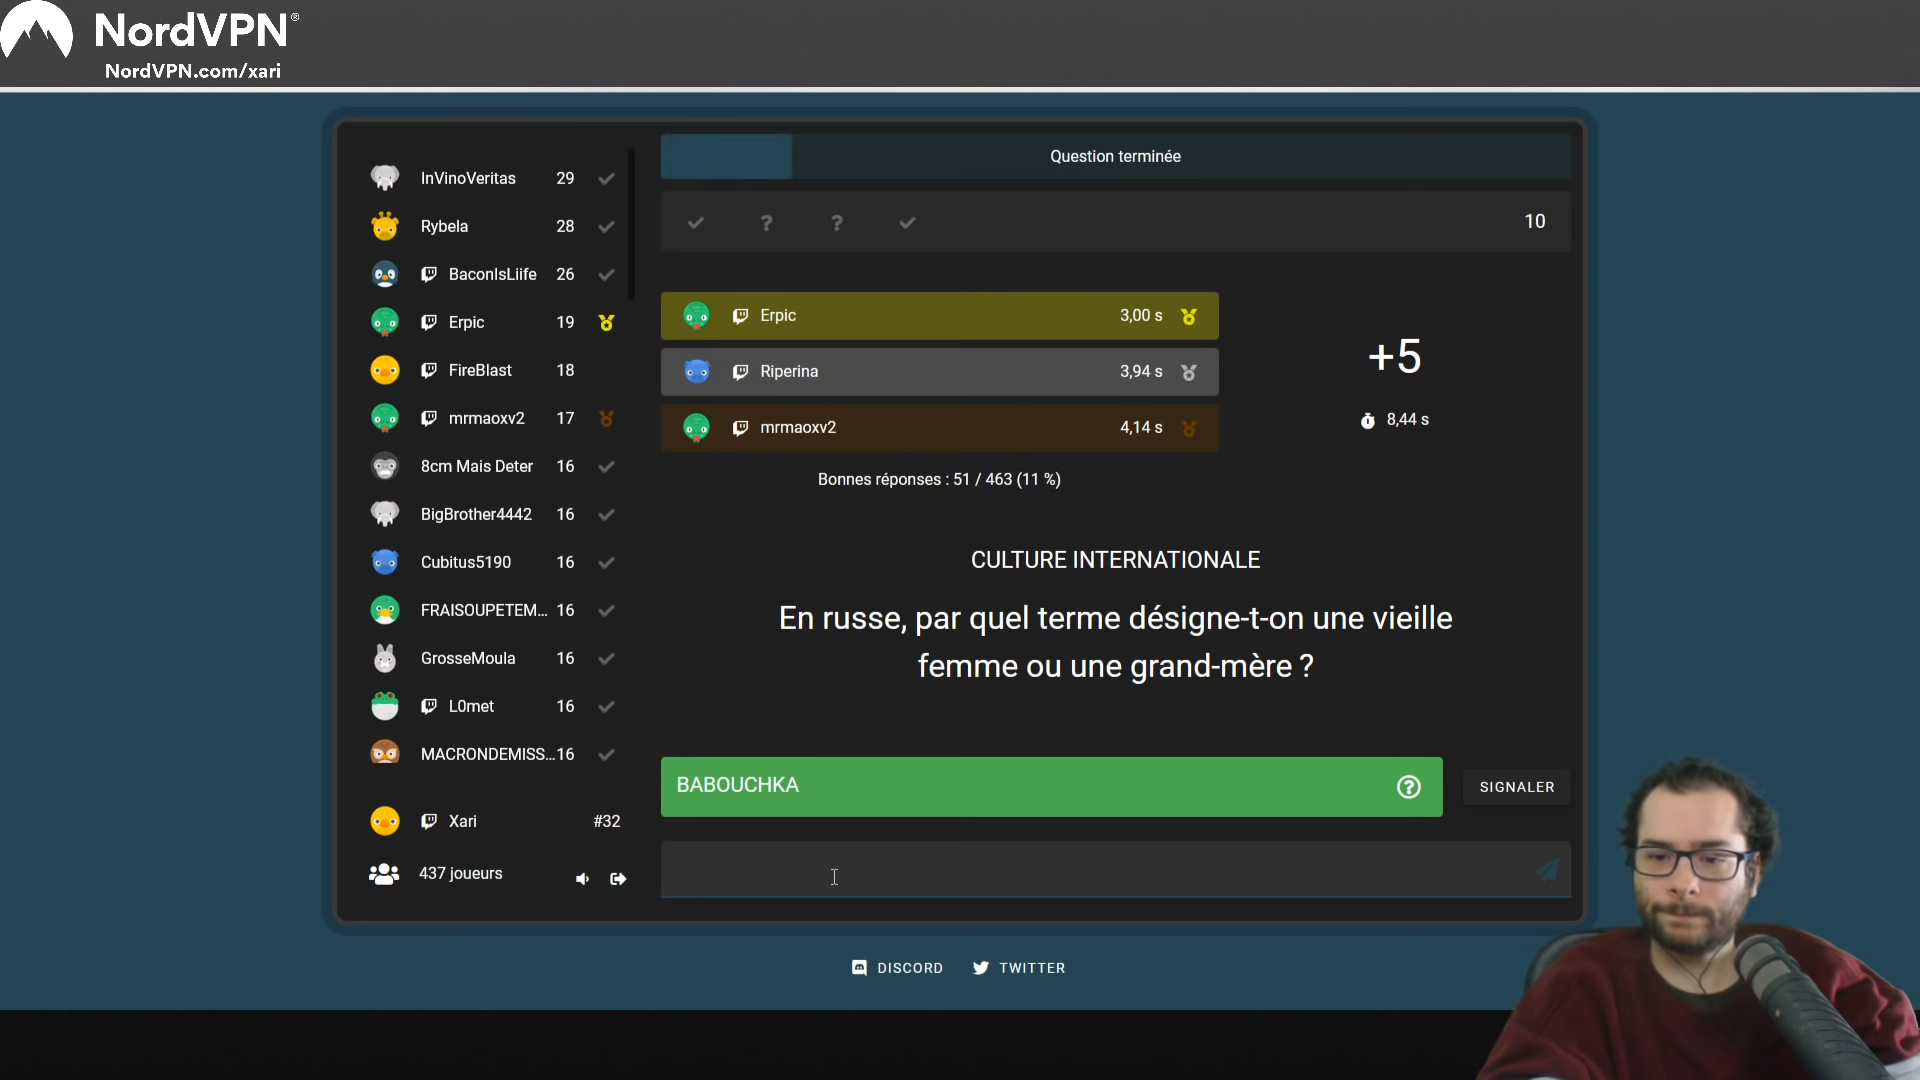 NordVPN®
NordVPN.com/xari
InVinoVeritas 29
Rybela 28
BaconIsLiife 26
Erpic 19
FireBlast 18
mrmaoxv2 17
8cm Mais Deter 16
BigBrother4442 16
Cubitus5190 16
FRAISOUPETEM... 16
GrosseMoula 16
L0met 16
MACRONDEMISS... 16
Xari #32
437 joueurs
Question terminée
✓ ? ? ✓ 10
Erpic 3,00 s
Riperina 3,94 s
mrmaoxv2 4,14 s
+5
8,44 s
Bonnes réponses : 51 / 463 (11 %)
CULTURE INTERNATIONALE
En russe, par quel terme désigne-t-on une vieille
femme ou une grand-mère ?
BABOUCHKA ?
SIGNALER
DISCORD TWITTER